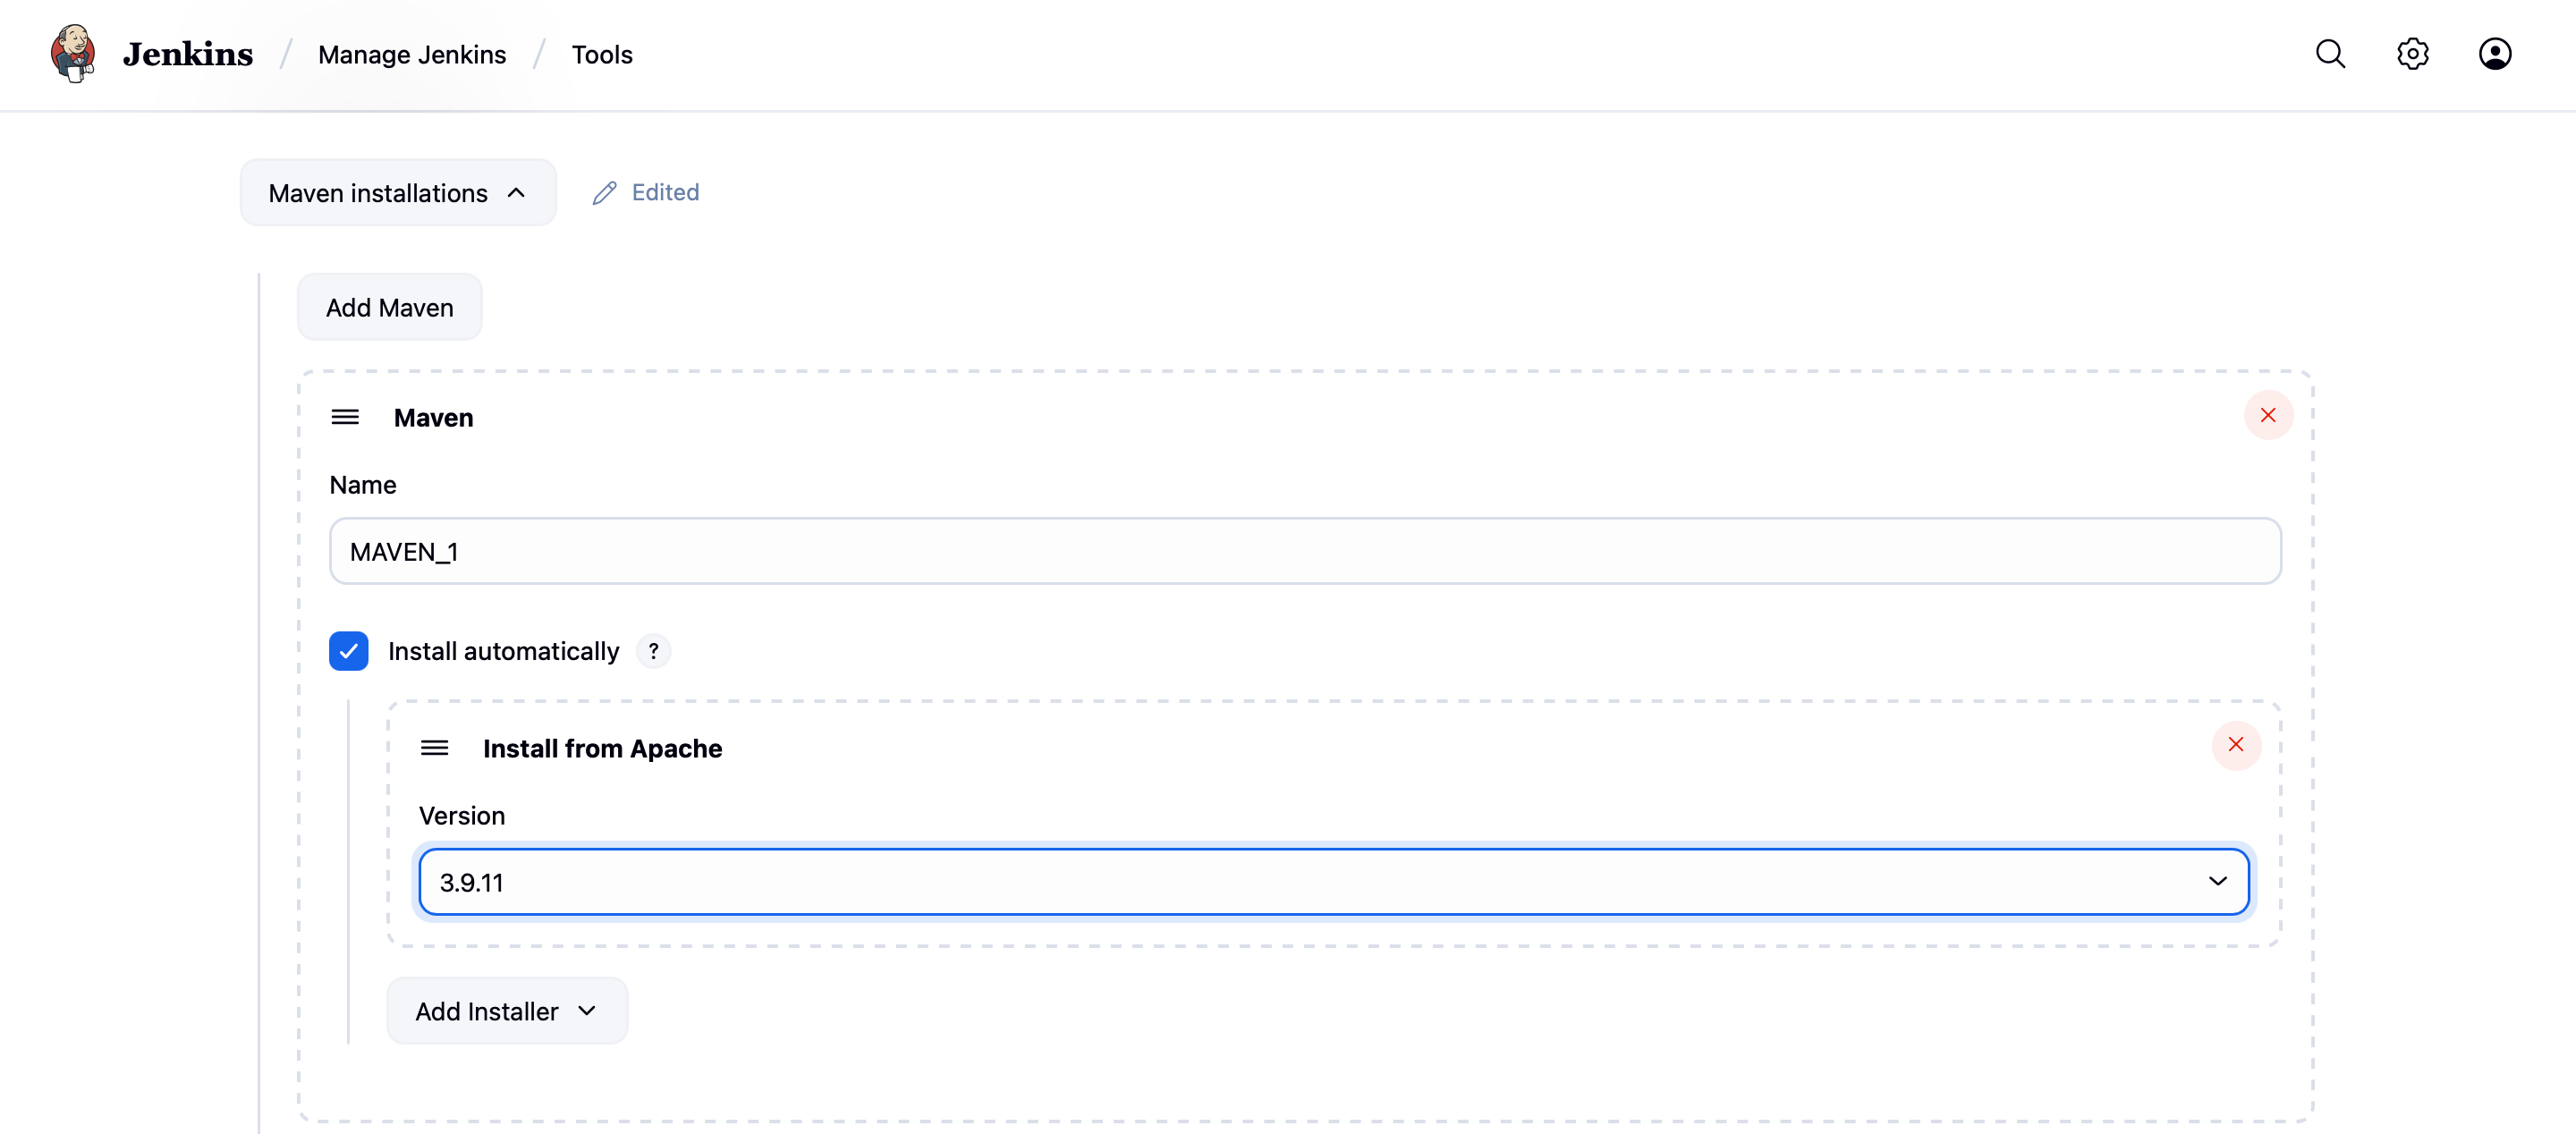 Jenkins / Manage Jenkins / Tools
Maven installations Edited
Add Maven
Maven
Name
MAVEN_1
Install automatically ?
Install from Apache
Version
3.9.11
Add Installer